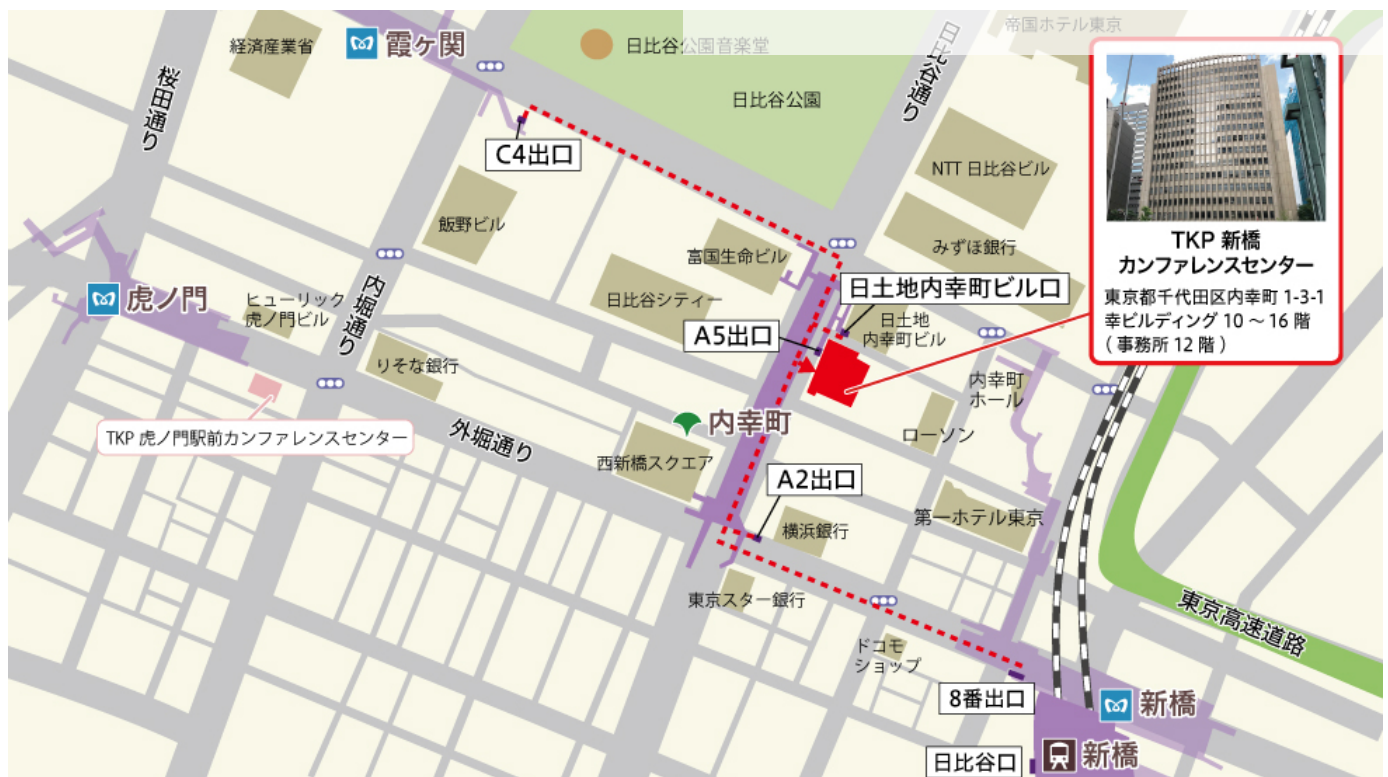 経済産業省
霞ケ関
日比谷公園音楽堂
帝国ホテル東京
日比谷通り
桜田通り
日比谷公園
C4出口
NTT 日比谷ビル
飯野ビル
富国生命ビル
みずほ銀行
TKP 新橋
カンファレンスセンター
東京都千代田区内幸町 1-3-1
幸ビルディング 10 ～ 16 階
( 事務所 12 階 )
虎ノ門
ヒューリック
虎ノ門ビル
内堀通り
日比谷シティー
日土地内幸町ビル口
A5出口
日土地
内幸町ビル
りそな銀行
内幸町
ホール
内幸町
ローソン
TKP 虎ノ門駅前カンファレンスセンター
外堀通り
西新橋スクエア
A2出口
横浜銀行
第一ホテル東京
東京スター銀行
東京高速道路
ドコモ
ショップ
8番出口
新橋
日比谷口
新橋